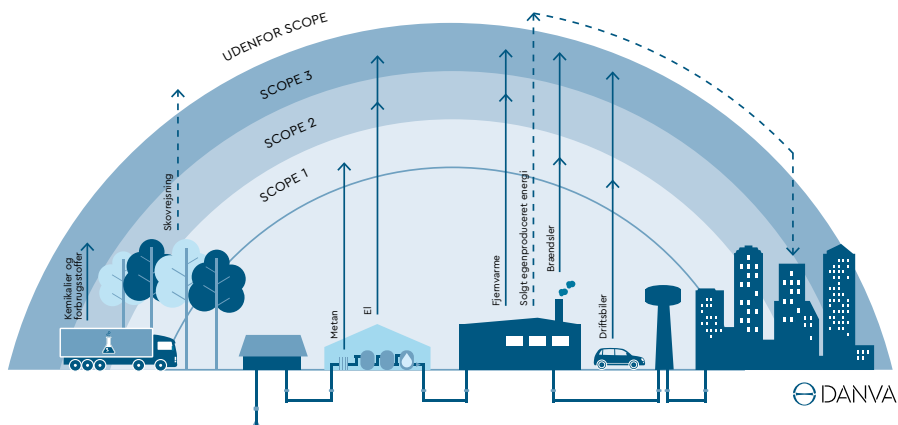 UDENFOR SCOPE
SCOPE 3
SCOPE 2
SCOPE 1
Kemikalier og
forbrugsstoffer
Skovrejsning
Metan
El
Fjernvarme
Solgt egenproduceret energi
Brændsler
Driftsbiler
DANVA